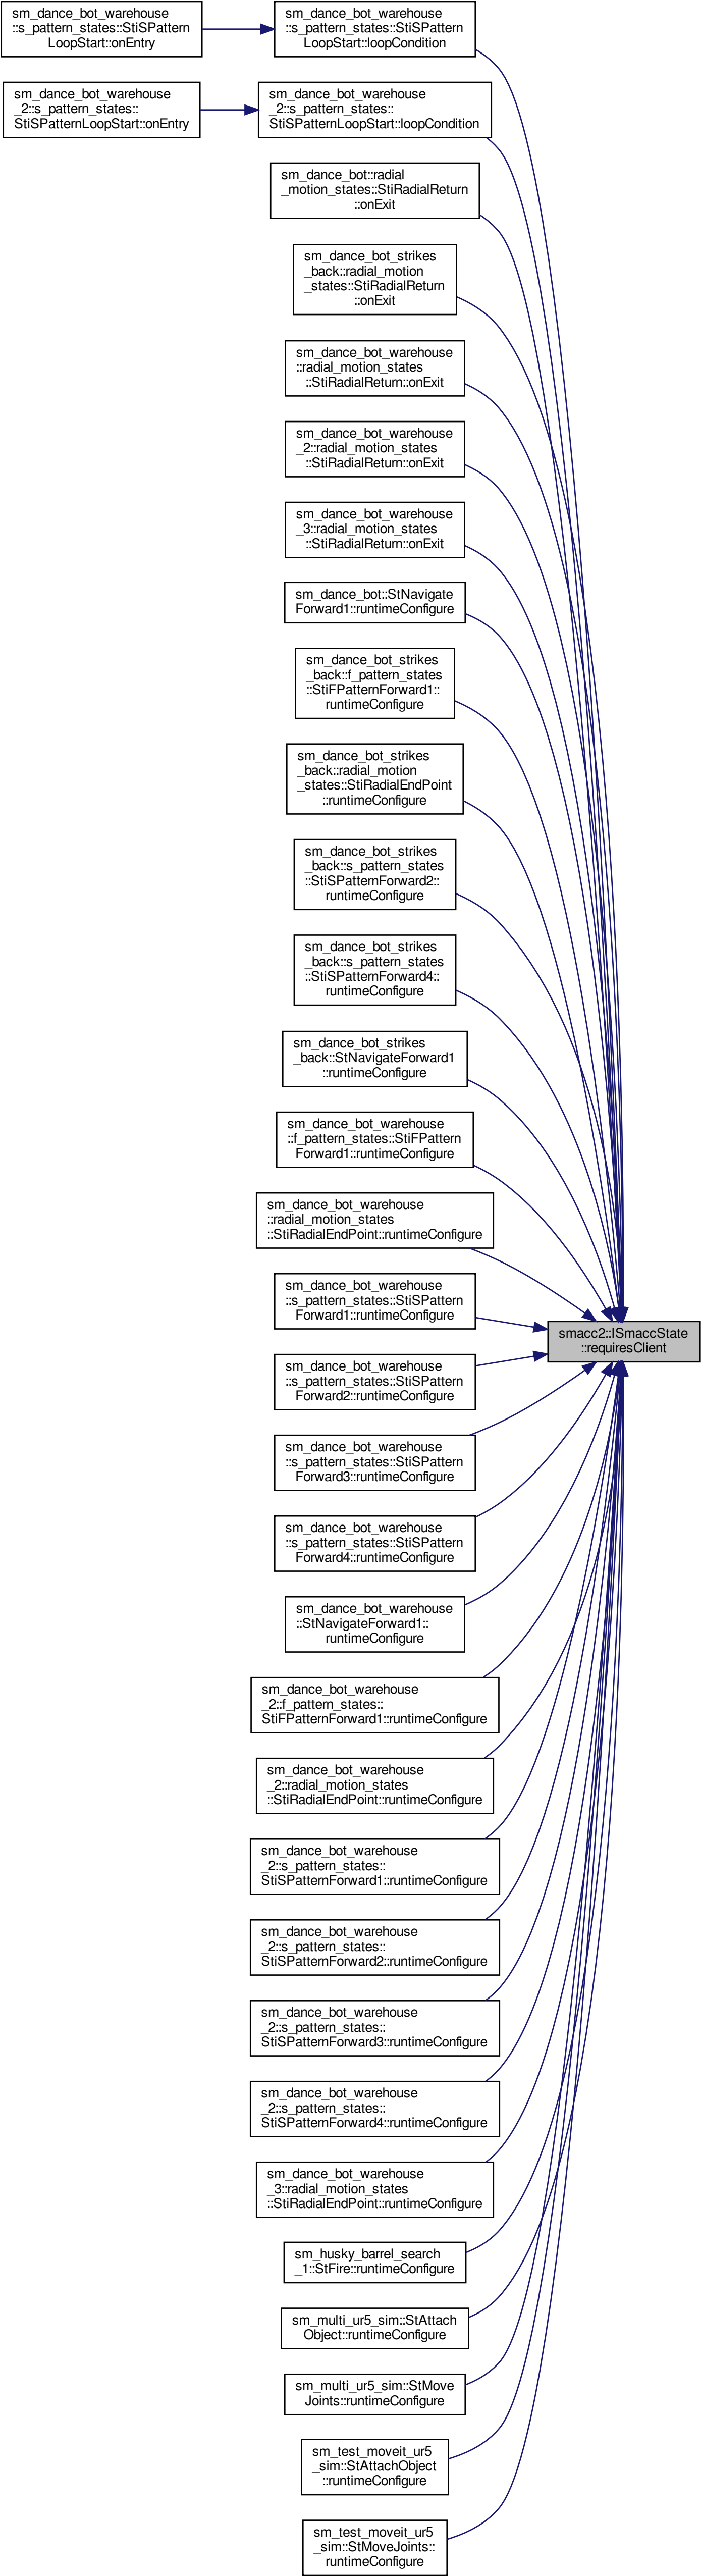 sm_dance_bot_warehouse
::s_pattern_states::StiSPattern
LoopStart::onEntry
sm_dance_bot_warehouse
::s_pattern_states::StiSPattern
LoopStart::loopCondition
sm_dance_bot_warehouse
_2::s_pattern_states::
StiSPatternLoopStart::onEntry
sm_dance_bot_warehouse
_2::s_pattern_states::
StiSPatternLoopStart::loopCondition
sm_dance_bot::radial
_motion_states::StiRadialReturn
::onExit
sm_dance_bot_strikes
_back::radial_motion
_states::StiRadialReturn
::onExit
sm_dance_bot_warehouse
::radial_motion_states
::StiRadialReturn::onExit
sm_dance_bot_warehouse
_2::radial_motion_states
::StiRadialReturn::onExit
sm_dance_bot_warehouse
_3::radial_motion_states
::StiRadialReturn::onExit
sm_dance_bot::StNavigate
Forward1::runtimeConfigure
sm_dance_bot_strikes
_back::f_pattern_states
::StiFPatternForward1::
runtimeConfigure
sm_dance_bot_strikes
_back::radial_motion
_states::StiRadialEndPoint
::runtimeConfigure
sm_dance_bot_strikes
_back::s_pattern_states
::StiSPatternForward2::
runtimeConfigure
sm_dance_bot_strikes
_back::s_pattern_states
::StiSPatternForward4::
runtimeConfigure
sm_dance_bot_strikes
_back::StNavigateForward1
::runtimeConfigure
sm_dance_bot_warehouse
::f_pattern_states::StiFPattern
Forward1::runtimeConfigure
sm_dance_bot_warehouse
::radial_motion_states
::StiRadialEndPoint::runtimeConfigure
sm_dance_bot_warehouse
::s_pattern_states::StiSPattern
Forward1::runtimeConfigure
smacc2::ISmaccState
::requiresClient
sm_dance_bot_warehouse
::s_pattern_states::StiSPattern
Forward2::runtimeConfigure
sm_dance_bot_warehouse
::s_pattern_states::StiSPattern
Forward3::runtimeConfigure
sm_dance_bot_warehouse
::s_pattern_states::StiSPattern
Forward4::runtimeConfigure
sm_dance_bot_warehouse
::StNavigateForward1::
runtimeConfigure
sm_dance_bot_warehouse
_2::f_pattern_states::
StiFPatternForward1::runtimeConfigure
sm_dance_bot_warehouse
_2::radial_motion_states
::StiRadialEndPoint::runtimeConfigure
sm_dance_bot_warehouse
_2::s_pattern_states::
StiSPatternForward1::runtimeConfigure
sm_dance_bot_warehouse
_2::s_pattern_states::
StiSPatternForward2::runtimeConfigure
sm_dance_bot_warehouse
_2::s_pattern_states::
StiSPatternForward3::runtimeConfigure
sm_dance_bot_warehouse
_2::s_pattern_states::
StiSPatternForward4::runtimeConfigure
sm_dance_bot_warehouse
_3::radial_motion_states
::StiRadialEndPoint::runtimeConfigure
sm_husky_barrel_search
_1::StFire::runtimeConfigure
sm_multi_ur5_sim::StAttach
Object::runtimeConfigure
sm_multi_ur5_sim::StMove
Joints::runtimeConfigure
sm_test_moveit_ur5
_sim::StAttachObject
::runtimeConfigure
sm_test_moveit_ur5
_sim::StMoveJoints::
runtimeConfigure